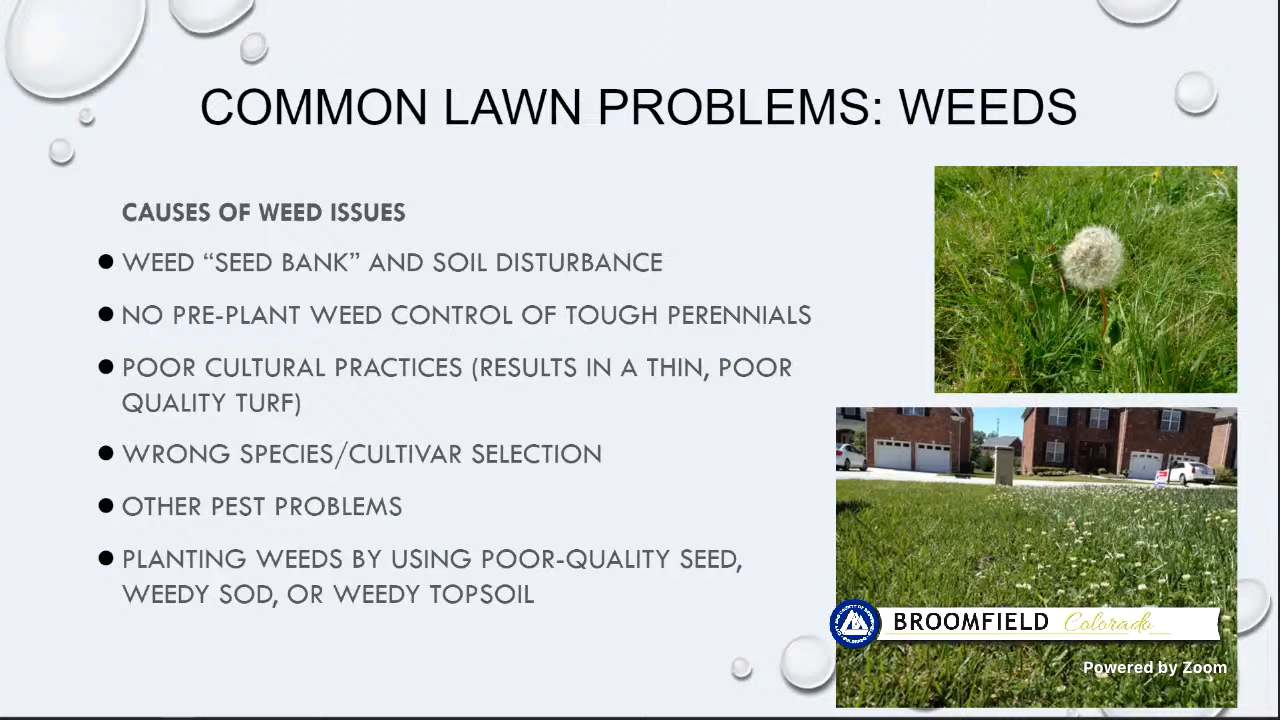 COMMON LAWN PROBLEMS: WEEDS
CAUSES OF WEED ISSUES
● WEED “SEED BANK” AND SOIL DISTURBANCE
● NO PRE-PLANT WEED CONTROL OF TOUGH PERENNIALS
● POOR CULTURAL PRACTICES (RESULTS IN A THIN, POOR
QUALITY TURF)
● WRONG SPECIES/CULTIVAR SELECTION
● OTHER PEST PROBLEMS
● PLANTING WEEDS BY USING POOR-QUALITY SEED,
WEEDY SOD, OR WEEDY TOPSOIL
BROOMFIELD Colorado
Powered by Zoom